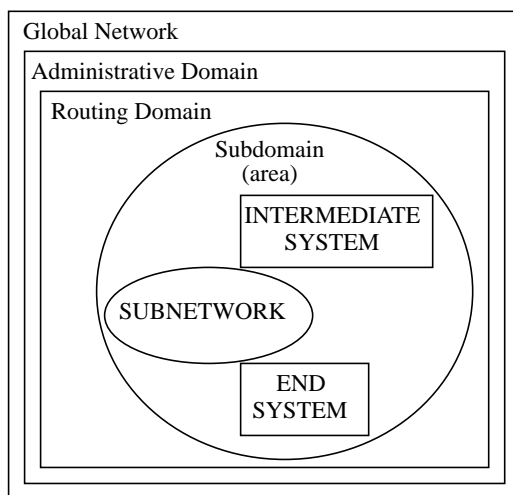 Global Network
Administrative Domain
Routing Domain
Subdomain
(area)
INTERMEDIATE
SYSTEM
SUBNETWORK
END
SYSTEM